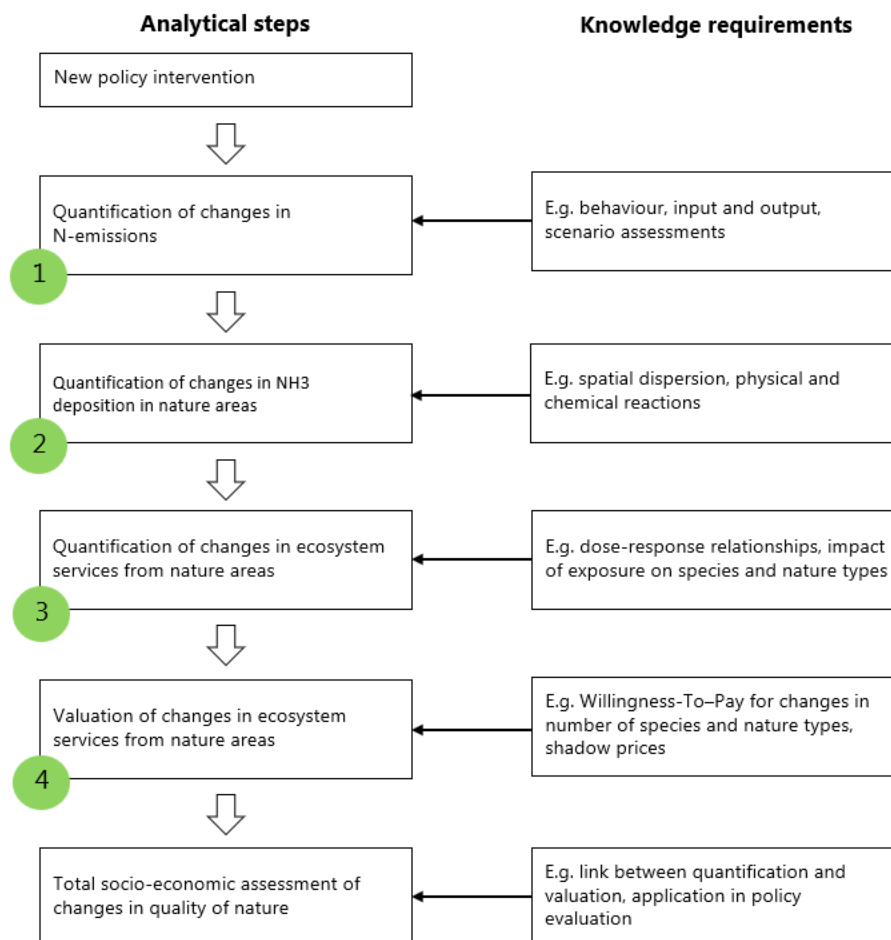 Analytical steps
Knowledge requirements
New policy intervention
Quantification of changes in
N-emissions
1
E.g. behaviour, input and output,
scenario assessments
Quantification of changes in NH3
deposition in nature areas
2
E.g. spatial dispersion, physical and
chemical reactions
Quantification of changes in ecosystem
services from nature areas
3
E.g. dose-response relationships, impact
of exposure on species and nature types
Valuation of changes in ecosystem
services from nature areas
4
E.g. Willingness-To–Pay for changes in
number of species and nature types,
shadow prices
Total socio-economic assessment of
changes in quality of nature
E.g. link between quantification and
valuation, application in policy
evaluation